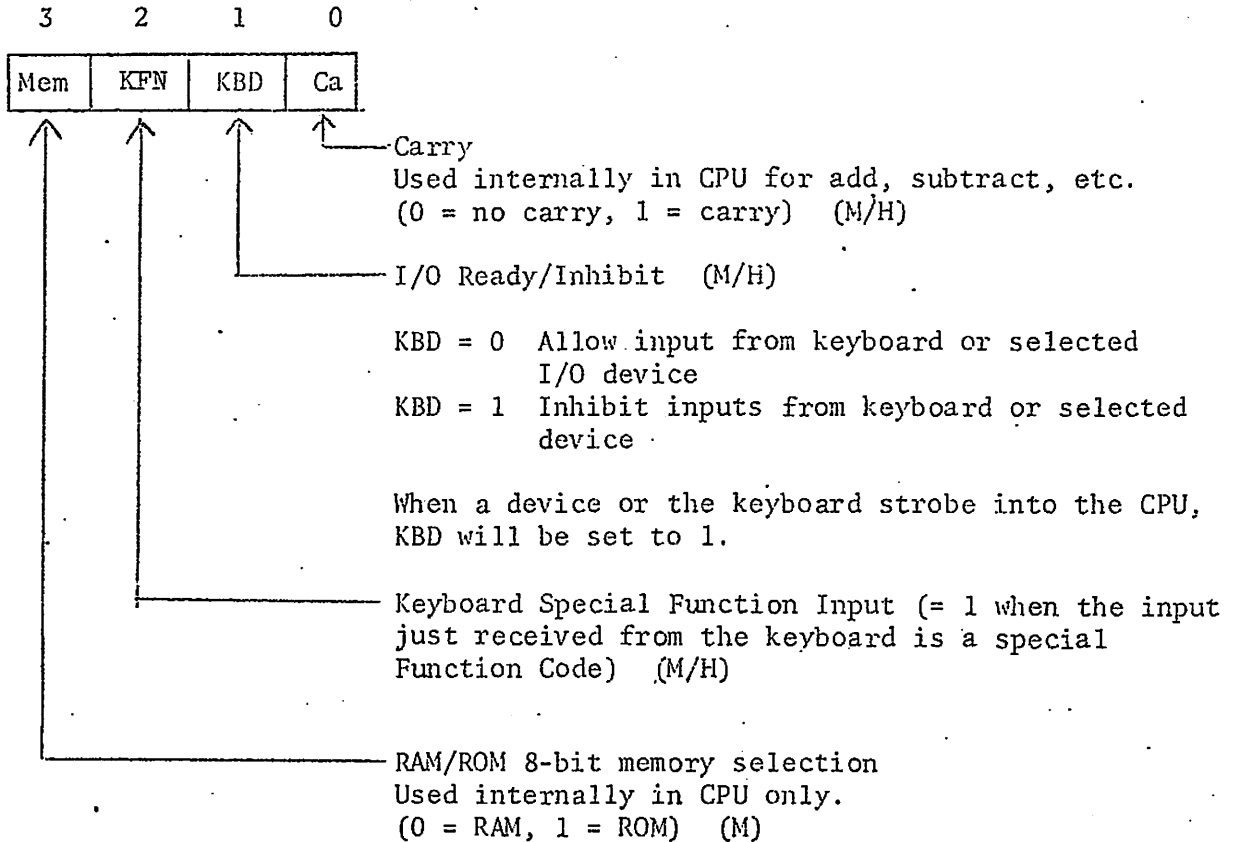 3 2 1 0
Mem KFN KBD Ca
Carry
Used internally in CPU for add, subtract, etc.
(0 = no carry, 1 = carry) (M/H)
I/O Ready/Inhibit (M/H)
KBD = 0 Allow input from keyboard or selected
I/O device
KBD = 1 Inhibit inputs from keyboard or selected
device
When a device or the keyboard strobe into the CPU,
KBD will be set to 1.
Keyboard Special Function Input (= 1 when the input
just received from the keyboard is a special
Function Code) (M/H)
RAM/ROM 8-bit memory selection
Used internally in CPU only.
(0 = RAM, 1 = ROM) (M)